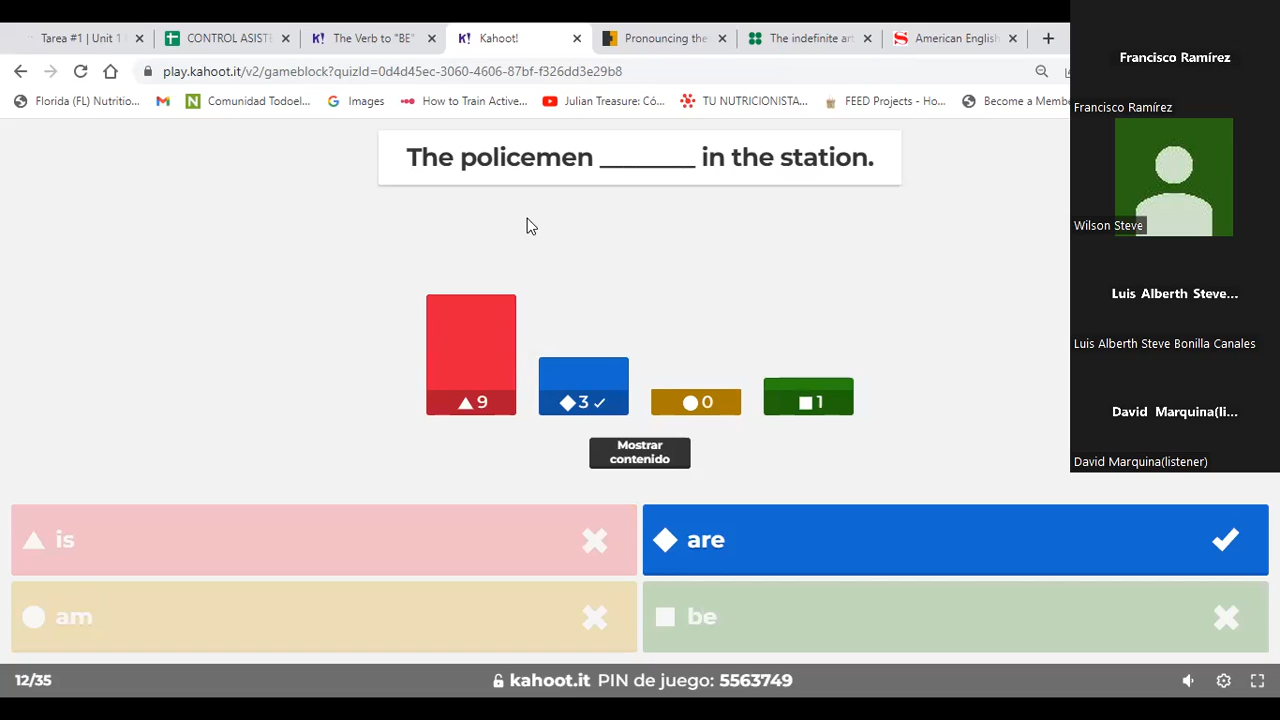 Tarea #1 | Unit 1
CONTROL ASISTE
K! The Verb to "BE"
K! Kahoot!
Pronouncing the
The indefinite art
American English
play.kahoot.it/v2/gameblock?quizId=0d4d45ec-3060-4606-87bf-f326dd3e29b8
Florida (FL) Nutritio...
Comunidad Todoel...
Images
How to Train Active...
Julian Treasure: Có...
TU NUTRICIONISTA...
FEED Projects - Ho...
Become a Membe
The policemen ________ in the station.
9
3
0
1
Mostrar
contenido
is
are
am
be
12/35
kahoot.it PIN de juego: 5563749
Francisco Ramírez
Francisco Ramírez
Wilson Steve
Luis Alberth Steve...
Luis Alberth Steve Bonilla Canales
David Marquina(li...
David Marquina(listener)